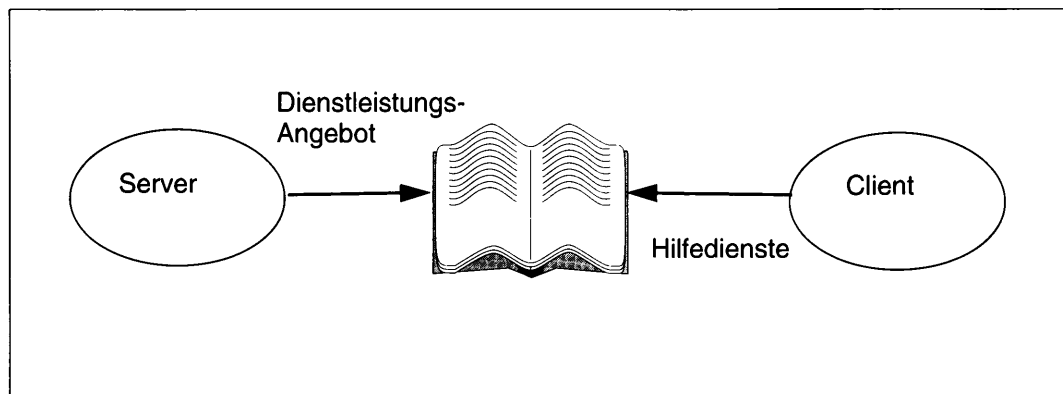 Dienstleistungs-
Angebot
Server
Client
Hilfedienste